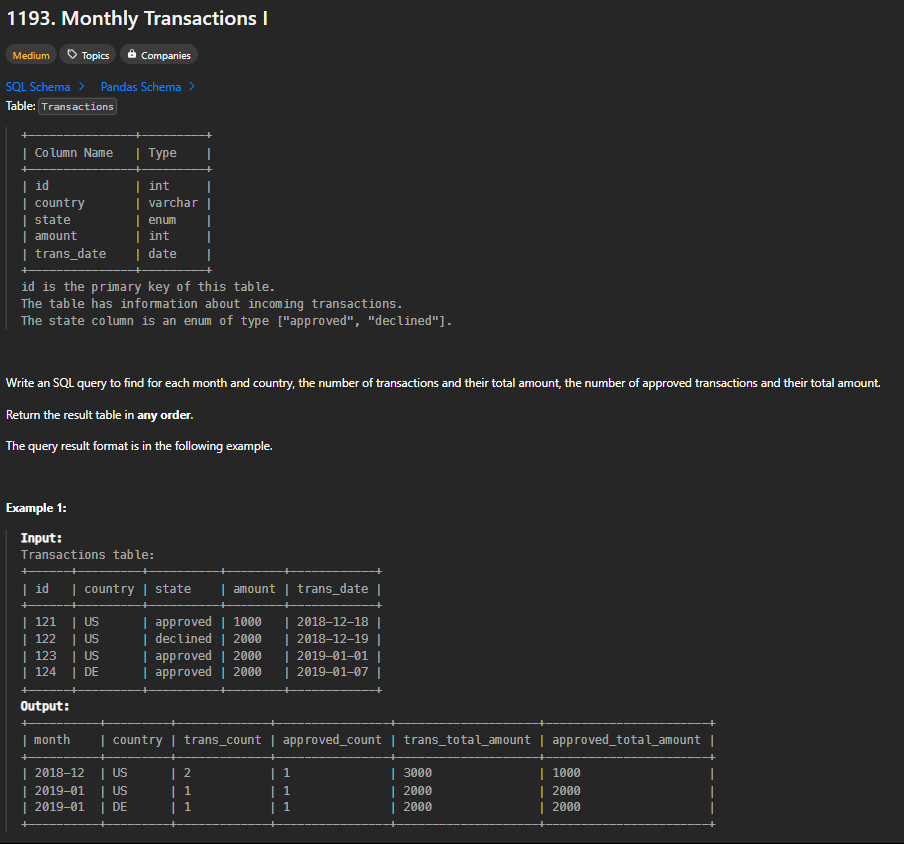 1193. Monthly Transactions I
Medium Topics Companies
SQL Schema > Pandas Schema >
Table: Transactions
+---------------+---------+
| Column Name   | Type    |
+---------------+---------+
| id            | int     |
| country       | varchar |
| state         | enum    |
| amount        | int     |
| trans_date    | date    |
+---------------+---------+
id is the primary key of this table.
The table has information about incoming transactions.
The state column is an enum of type ["approved", "declined"].
Write an SQL query to find for each month and country, the number of transactions and their total amount, the number of approved transactions and their total amount.
Return the result table in any order.
The query result format is in the following example.
Example 1:
Input:
Transactions table:
+------+---------+----------+--------+------------+
| id   | country | state    | amount | trans_date |
+------+---------+----------+--------+------------+
| 121  | US      | approved | 1000   | 2018-12-18 |
| 122  | US      | declined | 2000   | 2018-12-19 |
| 123  | US      | approved | 2000   | 2019-01-01 |
| 124  | DE      | approved | 2000   | 2019-01-07 |
+------+---------+----------+--------+------------+
Output:
+----------+---------+-------------+----------------+--------------------+-----------------------+
| month    | country | trans_count | approved_count | trans_total_amount | approved_total_amount |
+----------+---------+-------------+----------------+--------------------+-----------------------+
| 2018-12  | US      | 2           | 1              | 3000               | 1000                  |
| 2019-01  | US      | 1           | 1              | 2000               | 2000                  |
| 2019-01  | DE      | 1           | 1              | 2000               | 2000                  |
+----------+---------+-------------+----------------+--------------------+-----------------------+